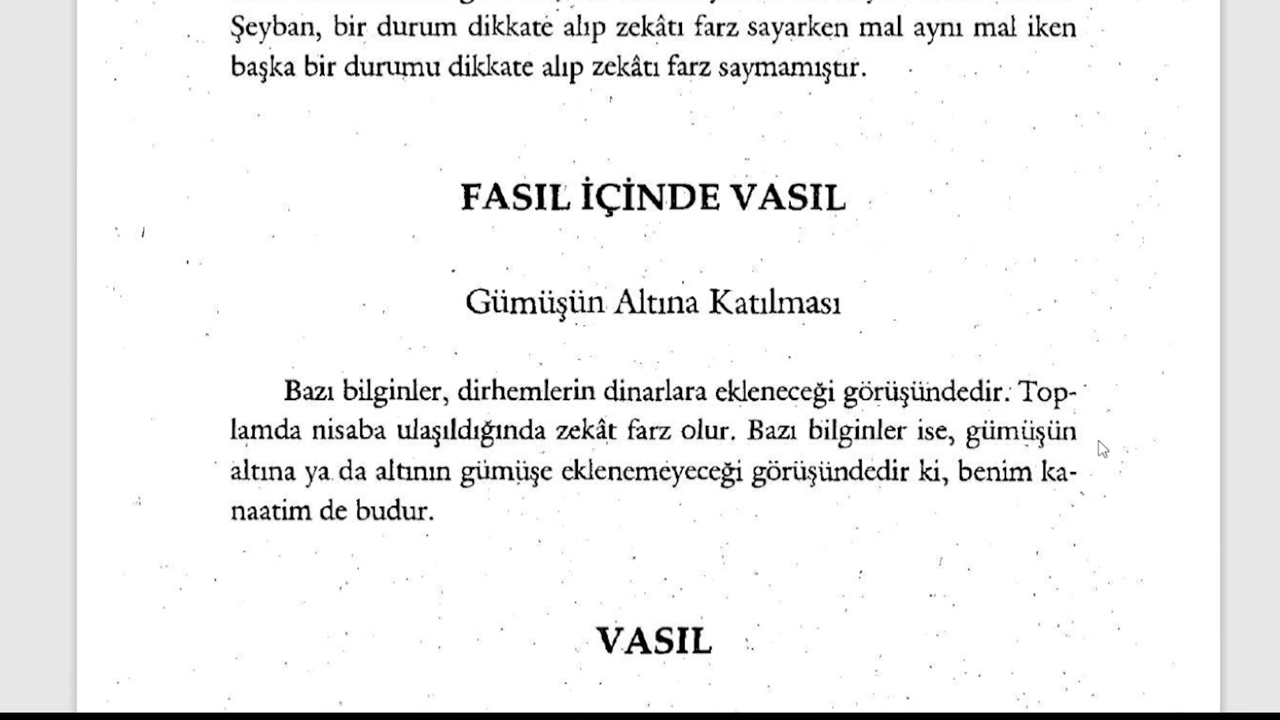 Şeyban, bir durum dikkate alıp zekâtı farz sayarken mal aynı mal iken
başka bir durumu dikkate alıp zekâtı farz saymamıştır.
FASIL İÇİNDE VASIL
Gümüşün Altına Katılması
Bazı bilginler, dirhemlerin dinarlara ekleneceği görüşündedir. Top-
lamda nisaba ulaşıldığında zekât farz olur. Bazı bilginler ise, gümüşün
altına ya da altının gümüşe eklenemeyeceği görüşündedir ki, benim ka-
naatim de budur.
VASIL